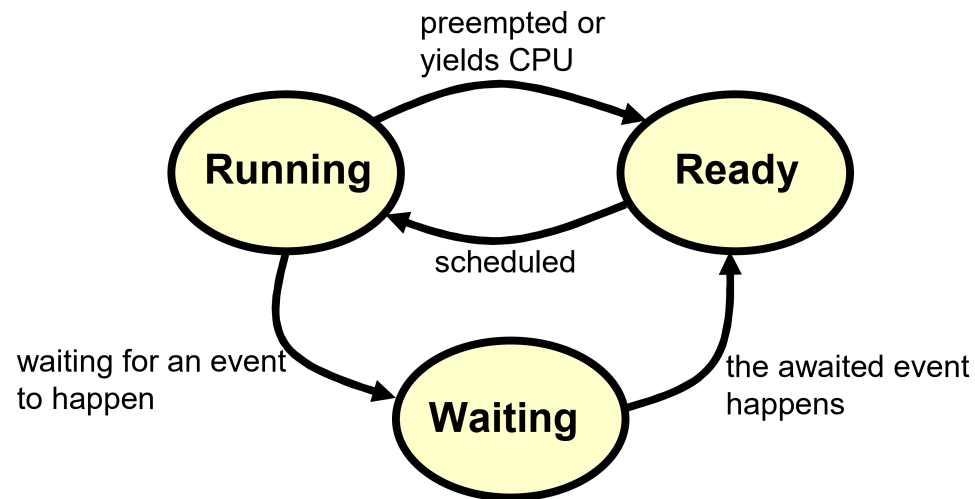 preempted or
yields CPU
Running
Ready
scheduled
waiting for an event
to happen
the awaited event
happens
Waiting